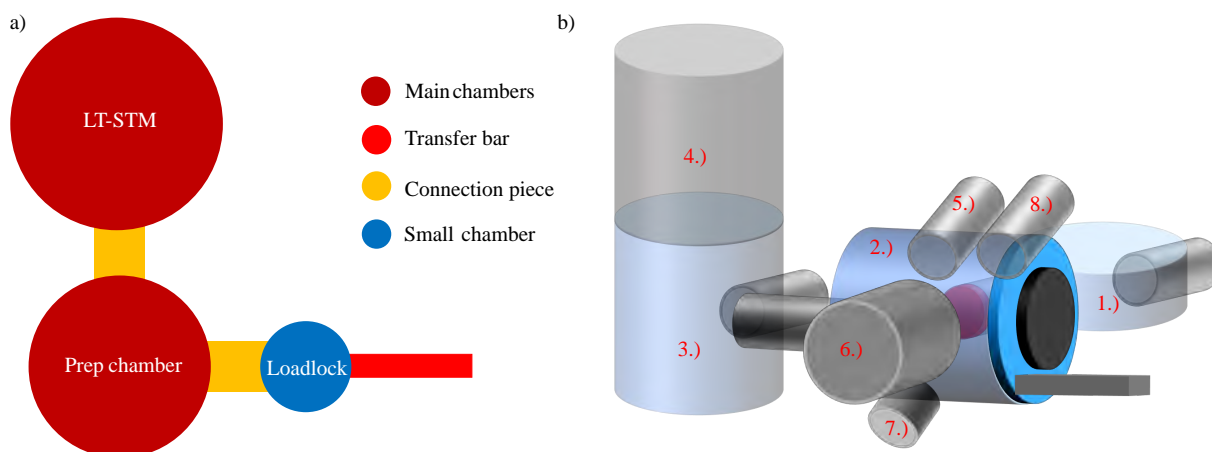 a)
LT-STM
Prep chamber
Loadlock
Main chambers
Transfer bar
Connection piece
Small chamber
b)
4.)
5.)
8.)
2.)
1.)
3.)
6.)
7.)